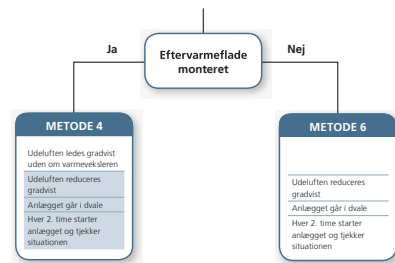 Ja
Eftervarmeflade
monteret
Nej
METODE 4
Udeluften ledes gradvist
uden om varmeveksleren
Udeluften reduceres
gradvist
Anlægget går i dvale
Hver 2. time starter
anlægget og tjekker
situationen
METODE 6
Udeluften reduceres
gradvist
Anlægget går i dvale
Hver 2. time starter
anlægget og tjekker
situationen